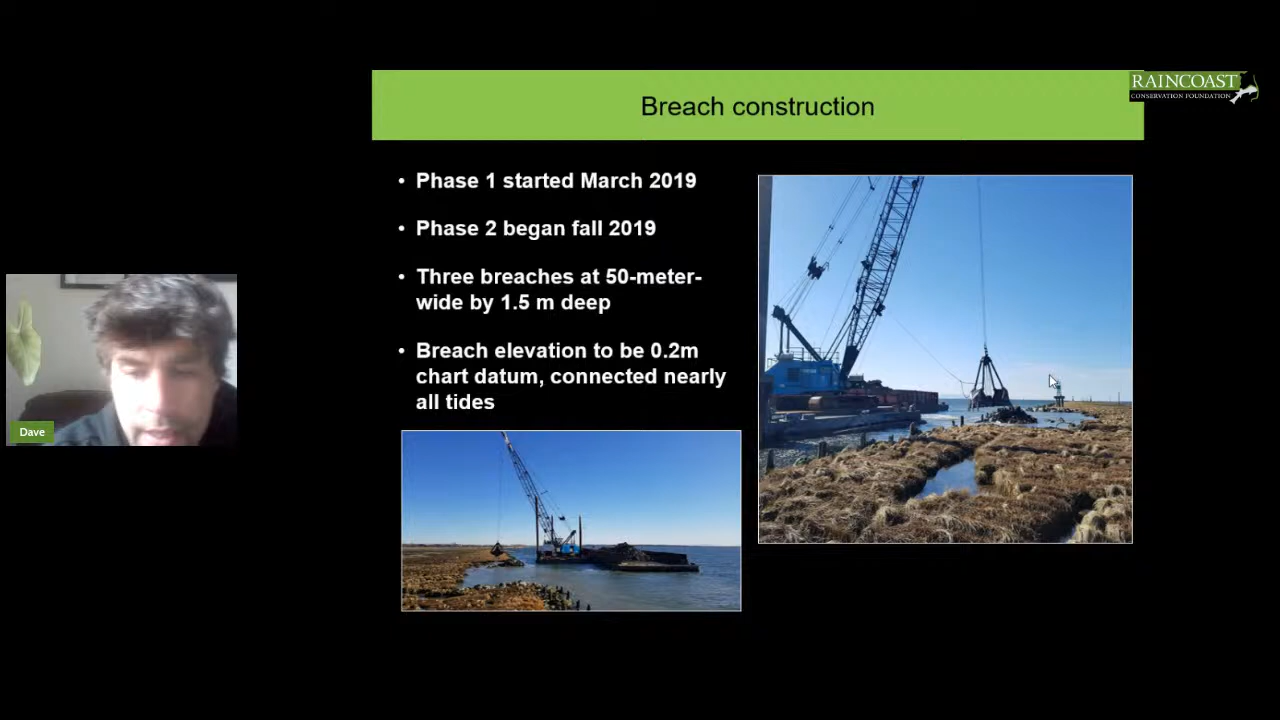 Breach construction
RAINCOAST
CONSERVATION FOUNDATION
• Phase 1 started March 2019
• Phase 2 began fall 2019
• Three breaches at 50-meter-
wide by 1.5 m deep
• Breach elevation to be 0.2m
chart datum, connected nearly
all tides
Dave